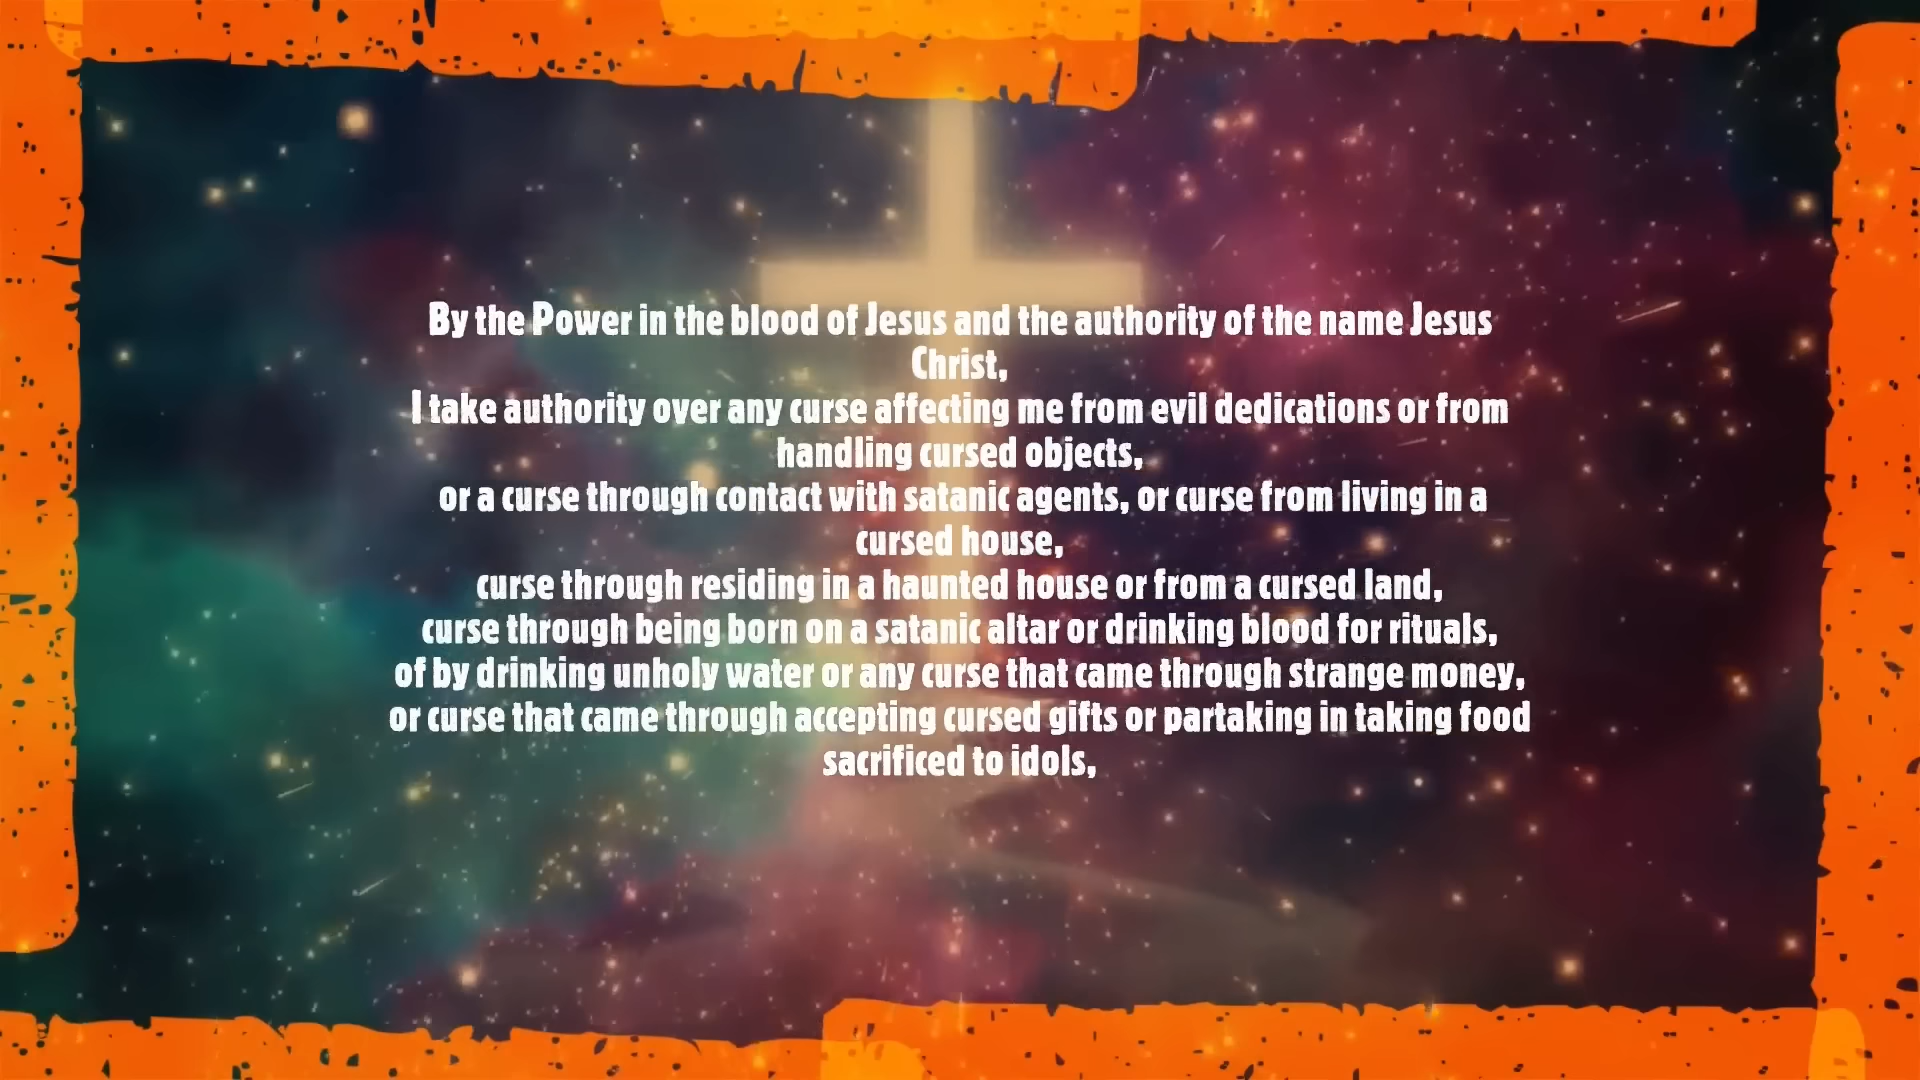 By the Power in the blood of Jesus and the authority of the name Jesus
Christ,
I take authority over any curse affecting me from evil dedications or from
handling cursed objects,
or a curse through contact with satanic agents, or curse from living in a
cursed house,
curse through residing in a haunted house or from a cursed land,
curse through being born on a satanic altar or drinking blood for rituals,
of by drinking unholy water or any curse that came through strange money,
or curse that came through accepting cursed gifts or partaking in taking food
sacrificed to idols,